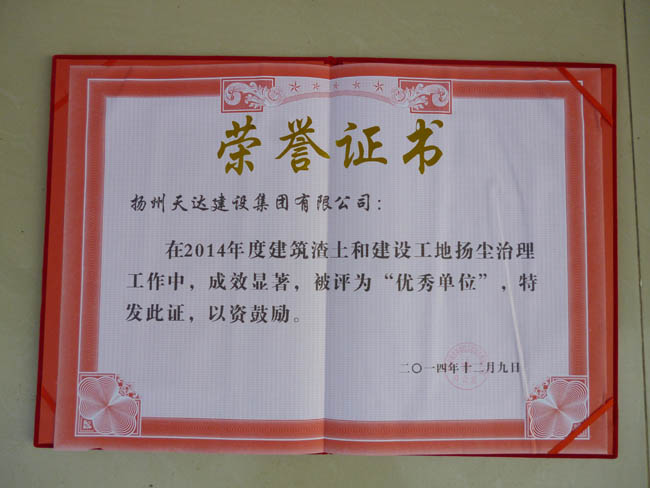 荣誉证书
扬州天达建设集团有限公司：
在2014年度建筑渣土和建设工地扬尘治理
工作中，成效显著，被评为“优秀单位”，特
发此证，以资鼓励。
二〇一四年十二月九日